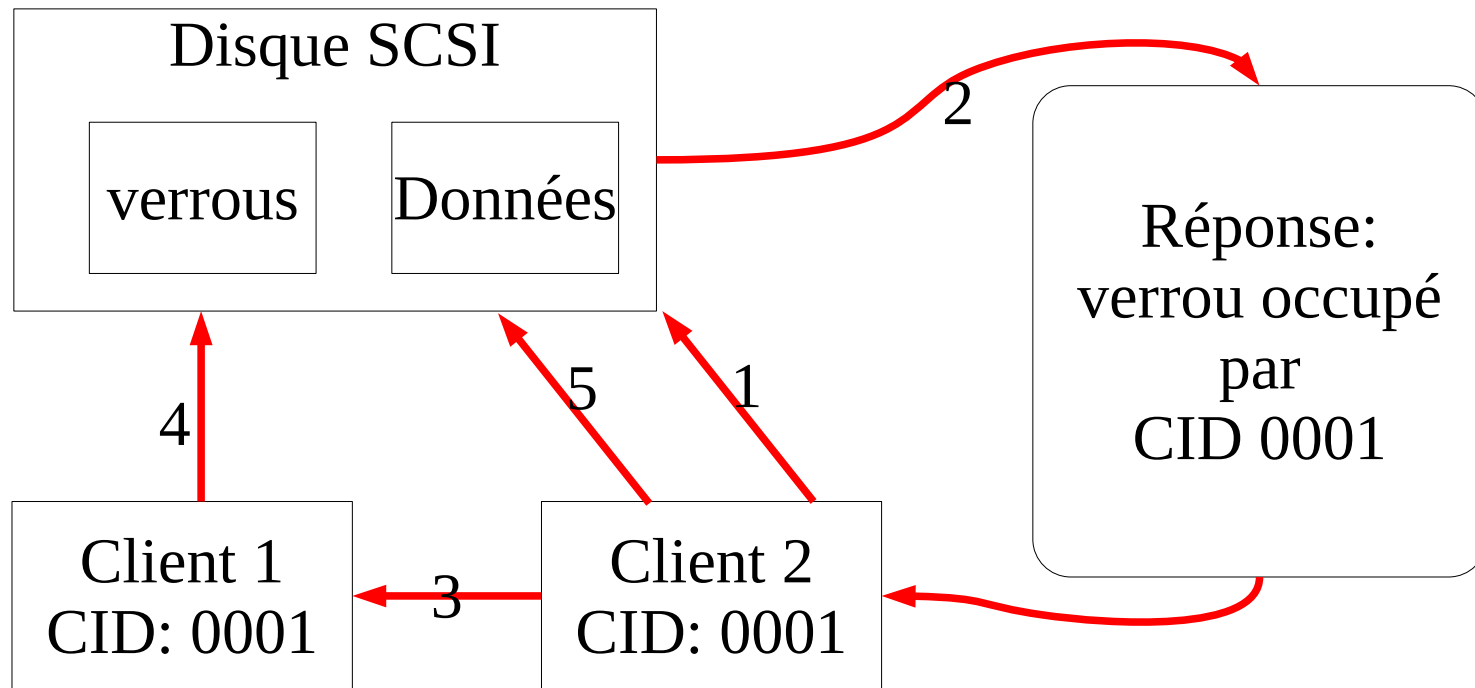 Disque SCSI
verrous
Données
2
Réponse:
verrou occupé
par
CID 0001
4
5
1
Client 1
CID: 0001
3
Client 2
CID: 0001